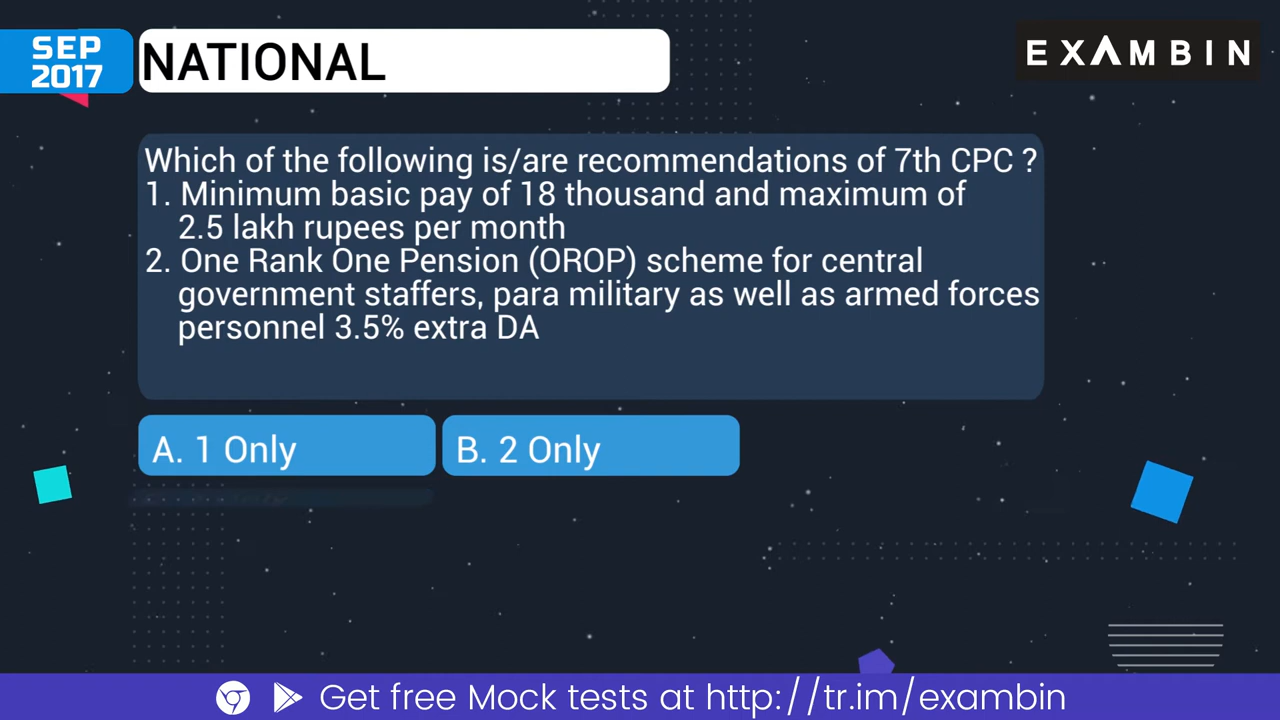 SEP
2017
NATIONAL
EXAMBIN
Which of the following is/are recommendations of 7th CPC ?
1. Minimum basic pay of 18 thousand and maximum of
2.5 lakh rupees per month
2. One Rank One Pension (OROP) scheme for central
government staffers, para military as well as armed forces
personnel 3.5% extra DA
A. 1 Only
B. 2 Only
Get free Mock tests at http://tr.im/exambin